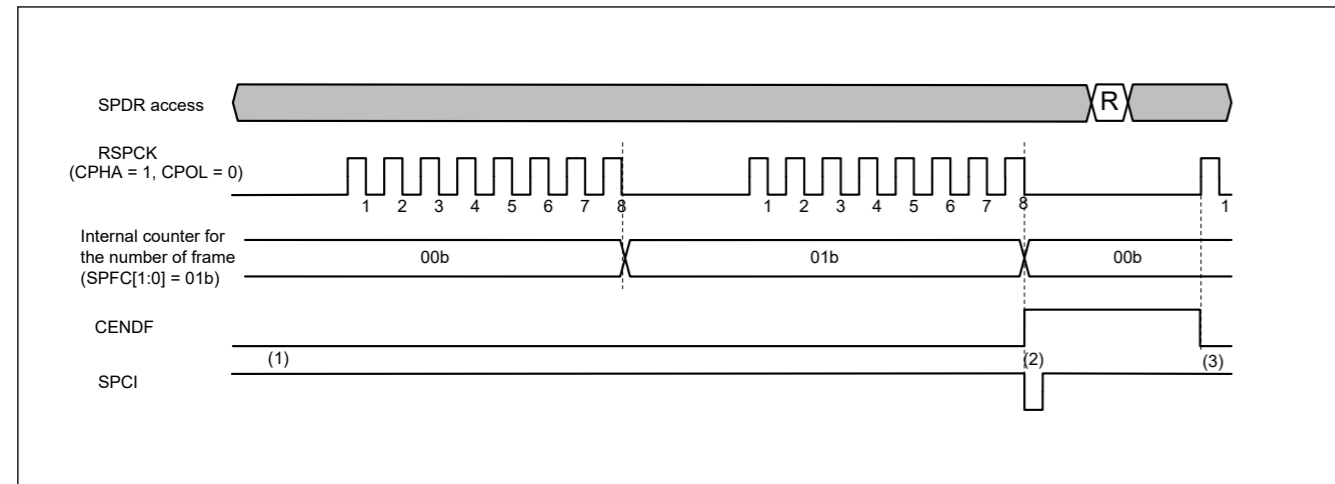 SPDR access
R
RSPCK
(CPHA = 1, CPOL = 0)
1 2 3 4 5 6 7 8 1 2 3 4 5 6 7 8 1
Internal counter for
the number of frame
(SPFC[1:0] = 01b)
00b 01b 00b
CENDF
(1) (2) (3)
SPCI